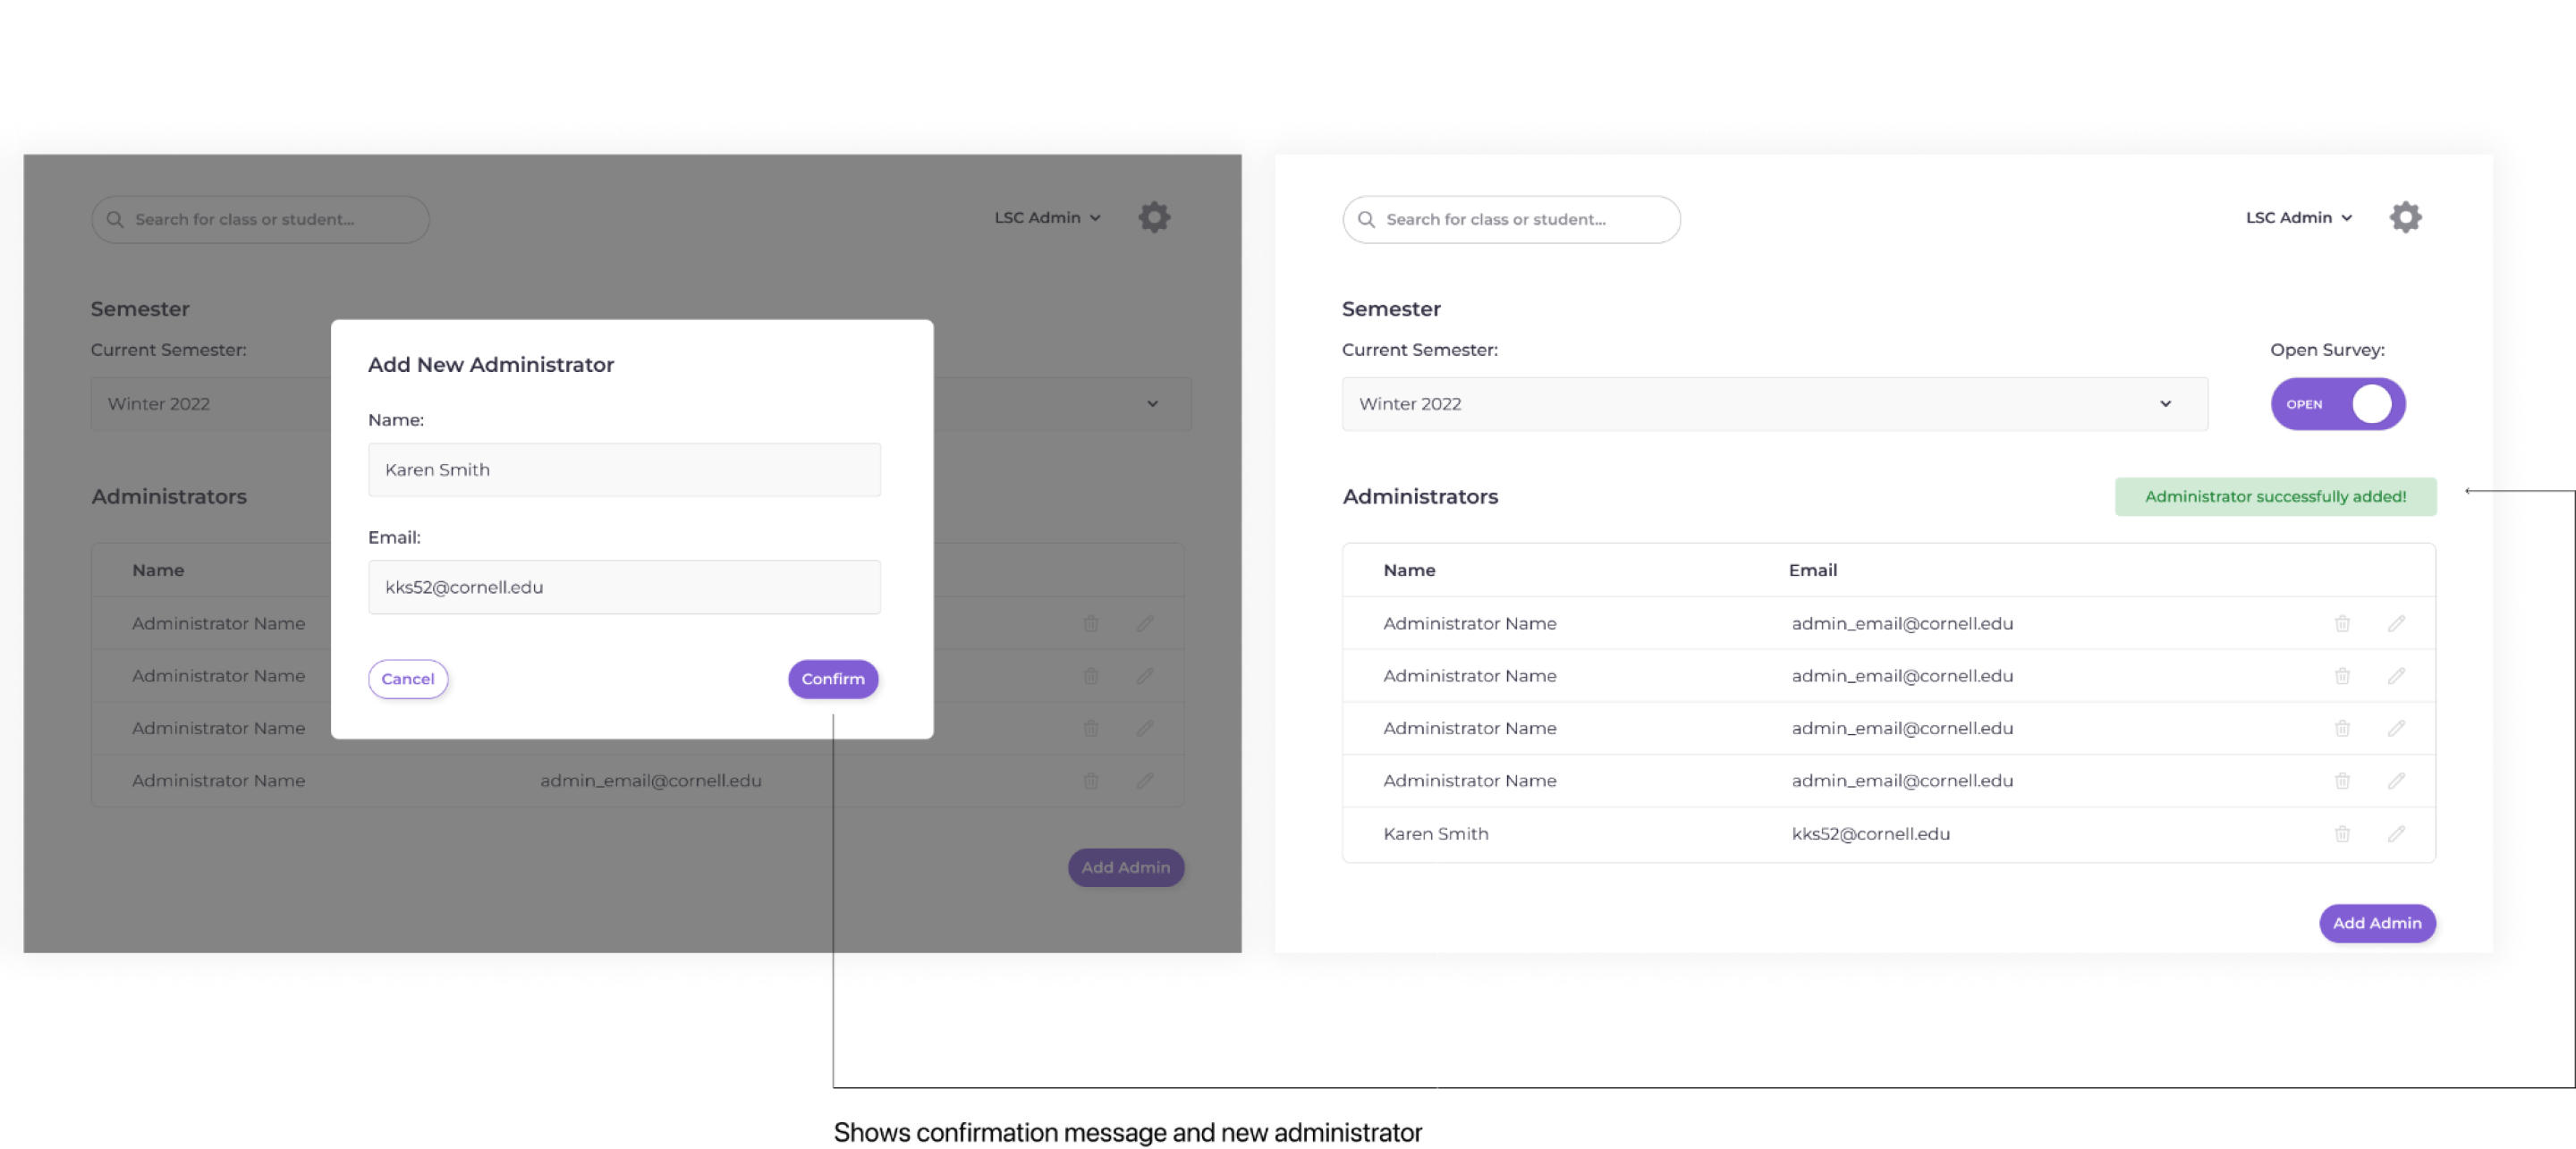 Search for class or student...
LSC Admin
Semester
Current Semester:
Winter 2022
Administrators
Name
Administrator Name
Administrator Name
Administrator Name
Administrator Name admin_email@cornell.edu
Add Admin
Add New Administrator
Name:
Karen Smith
Email:
kks52@cornell.edu
Cancel Confirm
Search for class or student...
LSC Admin
Semester
Current Semester: Open Survey:
Winter 2022 OPEN
Administrators Administrator successfully added!
Name Email
Administrator Name admin_email@cornell.edu
Administrator Name admin_email@cornell.edu
Administrator Name admin_email@cornell.edu
Administrator Name admin_email@cornell.edu
Karen Smith kks52@cornell.edu
Add Admin
Shows confirmation message and new administrator